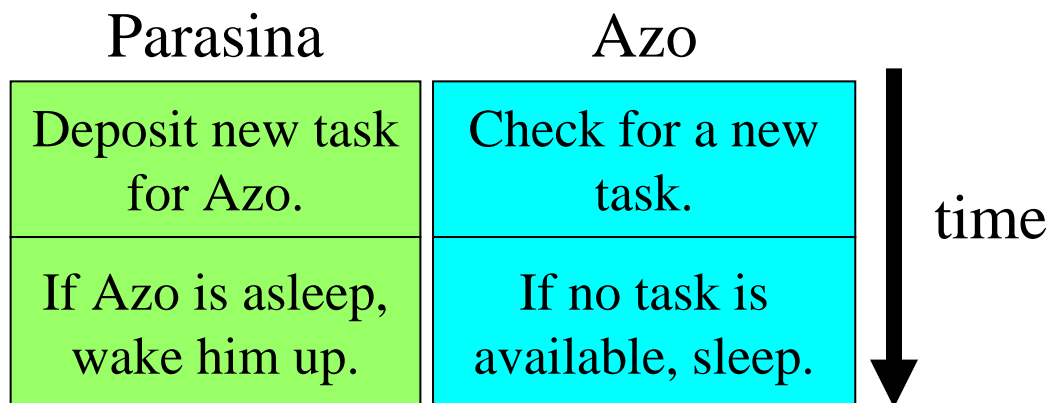 Parasina
Azo
Deposit new task
for Azo.
Check for a new
task.
time
If Azo is asleep,
wake him up.
If no task is
available, sleep.